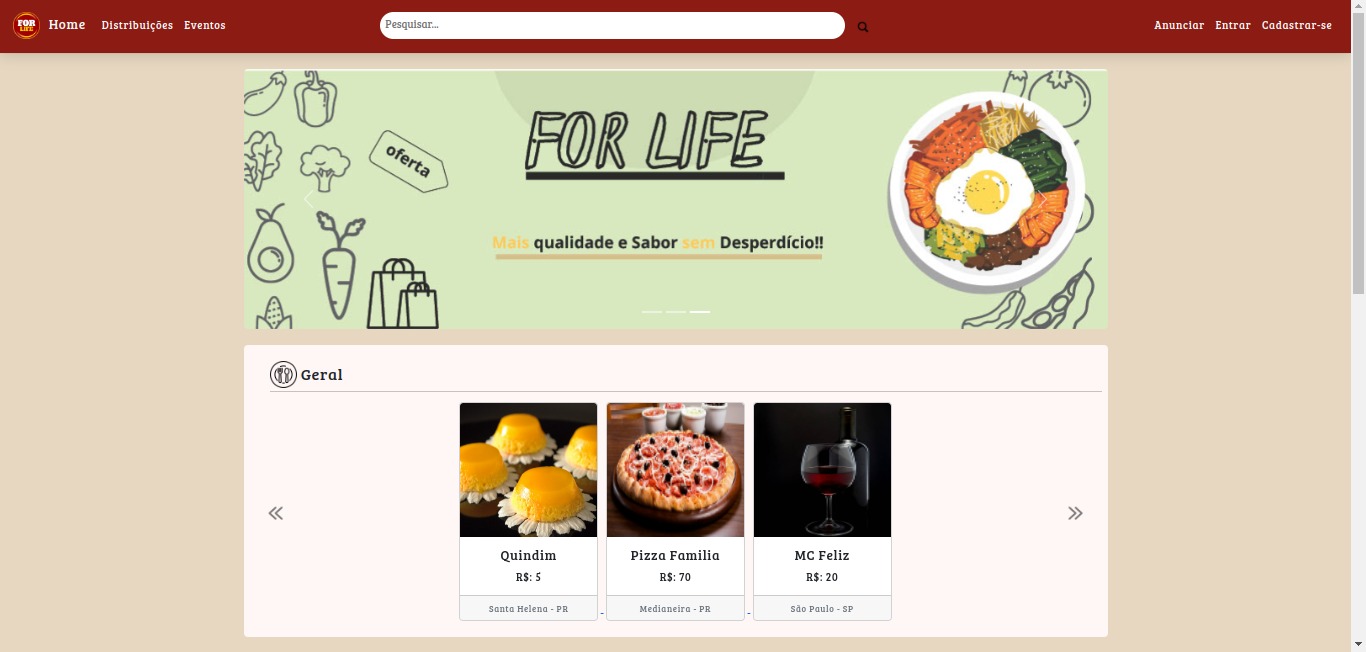 FOR LIFE
Home Distribuições Eventos
Pesquisar...
Anunciar Entrar Cadastrar-se
oferta
FOR LIFE
Mais qualidade e Sabor sem Desperdício!!
Geral
Quindim
R$: 5
Santa Helena - PR
-
Pizza Familia
R$: 70
Medianeira - PR
-
MC Feliz
R$: 20
São Paulo - SP